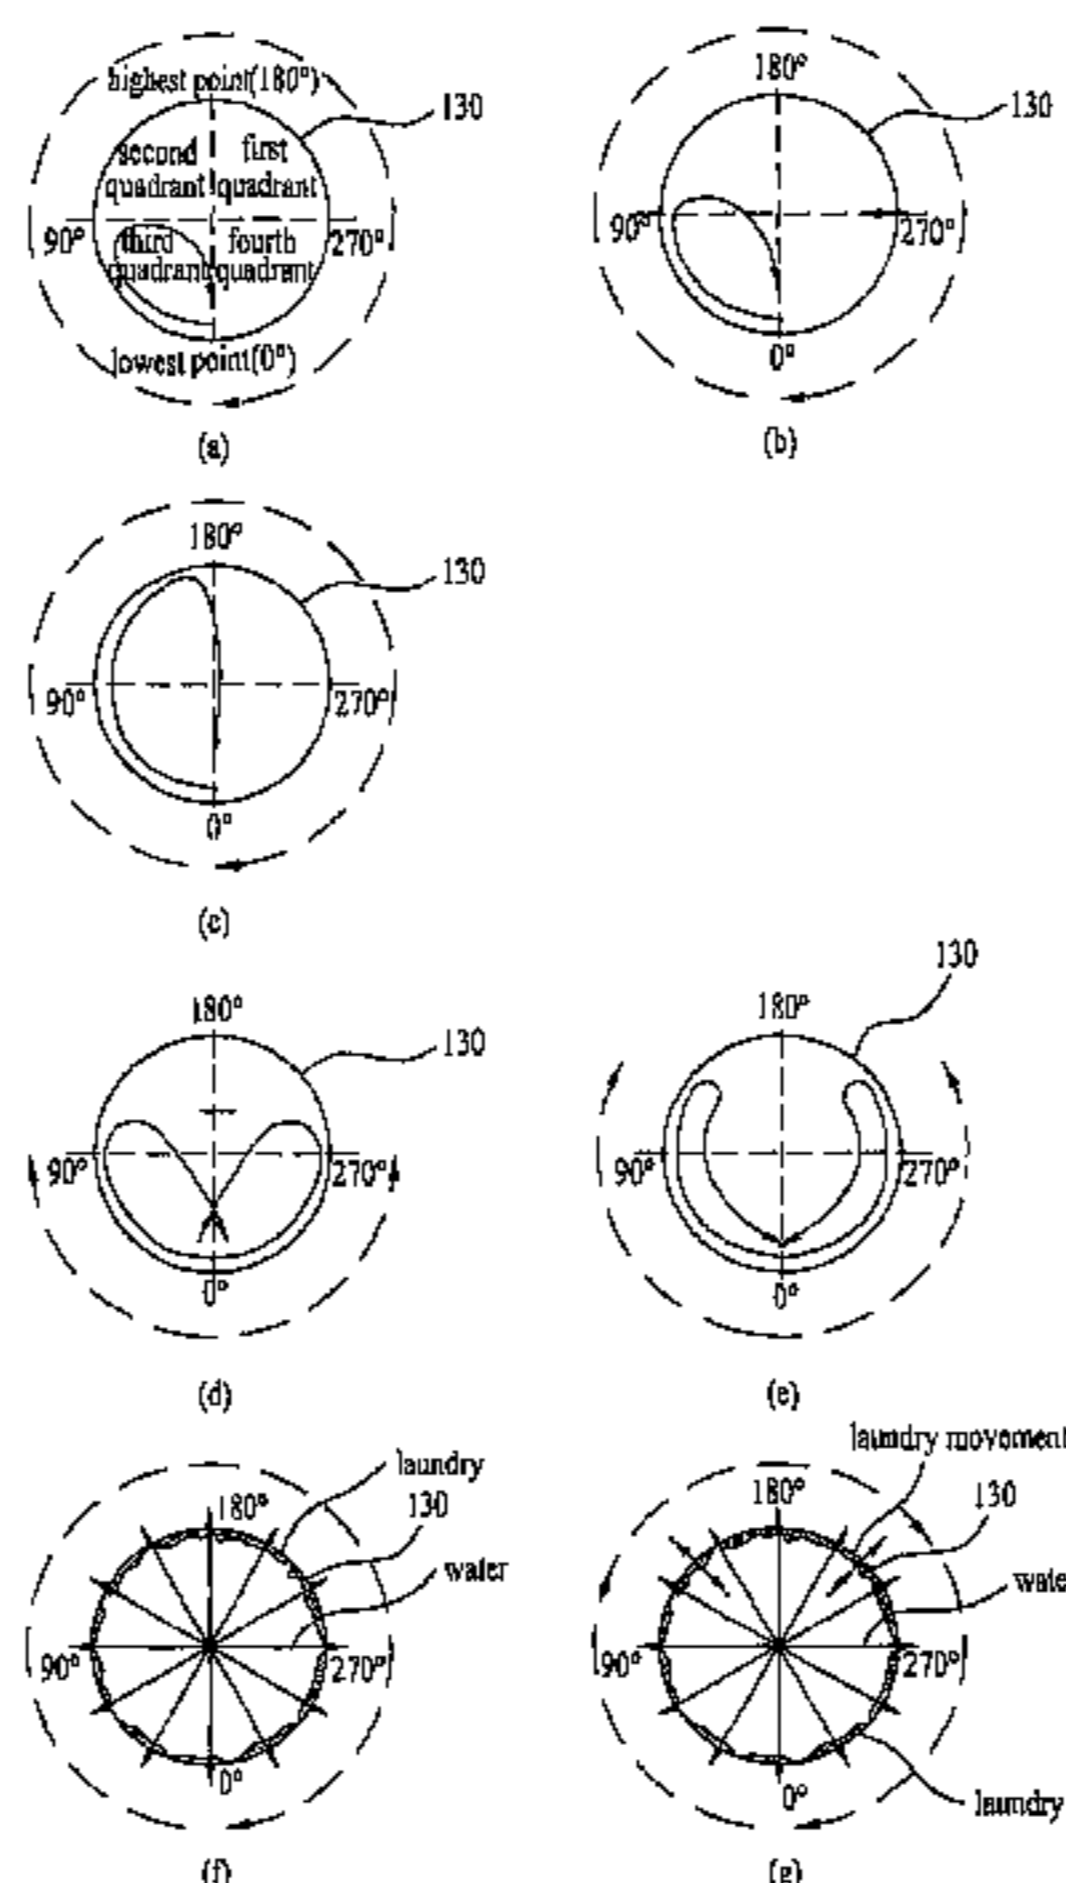 highest point(180°)
130
second first
quadrant quadrant
90° third fourth 270°
quadrant quadrant
lowest point(0°)
(a)
180°
130
90° 270°
0°
(b)
180°
130
90° 270°
0°
(c)
180°
130
90° 270°
0°
(d)
130
180°
90° 270°
0°
(e)
laundry
180° 130
water
90° 270°
0°
(f)
laundry movement
180° 130
wate
90° 270°
0°
laundry
(g)